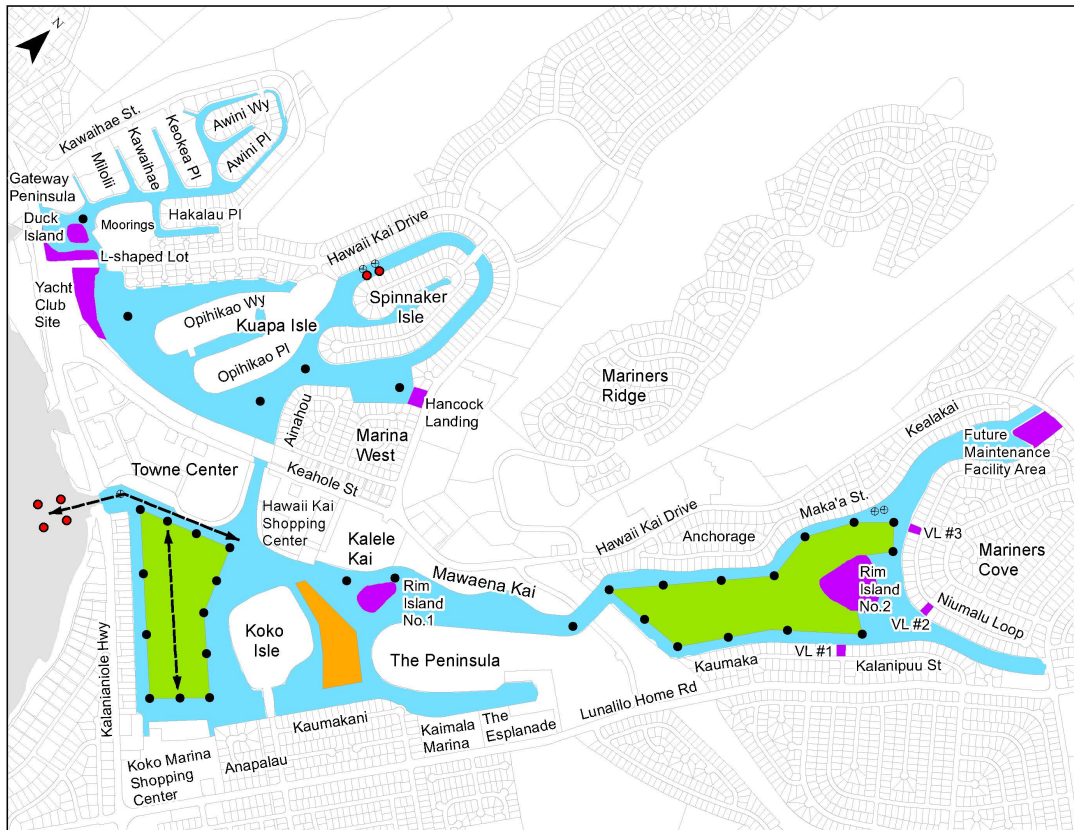 N
Kawaihae St.
Milolii
Kawaihae
Keokea Pl
Awini Wy
Awini Pl
Gateway
Peninsula
Duck
Island
Moorings
Hakalau Pl
L-shaped Lot
Yacht
Club
Site
Hawaii Kai Drive
Opihikao Wy
Kuapa Isle
Opihikao Pl
Spinnaker
Isle
Hancock
Landing
Ainahou
Marina
West
Mariners
Ridge
Kealakai
Future
Maintenance
Facility Area
Towne Center
Keahole St
Hawaii Kai
Shopping
Center
Kalele
Kai
Mawaena Kai
Hawaii Kai Drive
Anchorage
Maka'a St.
VL #3
Mariners
Cove
Rim
Island
No.1
Rim
Island
No.2
Niumalu Loop
VL #2
VL #1
Kalanipuu St
Kaumaka
Koko
Isle
The Peninsula
Lunalilo Home Rd
Kalanianiole Hwy
Kaumakani
Kaimala
Marina
The
Esplanade
Anapalau
Koko Marina
Shopping
Center